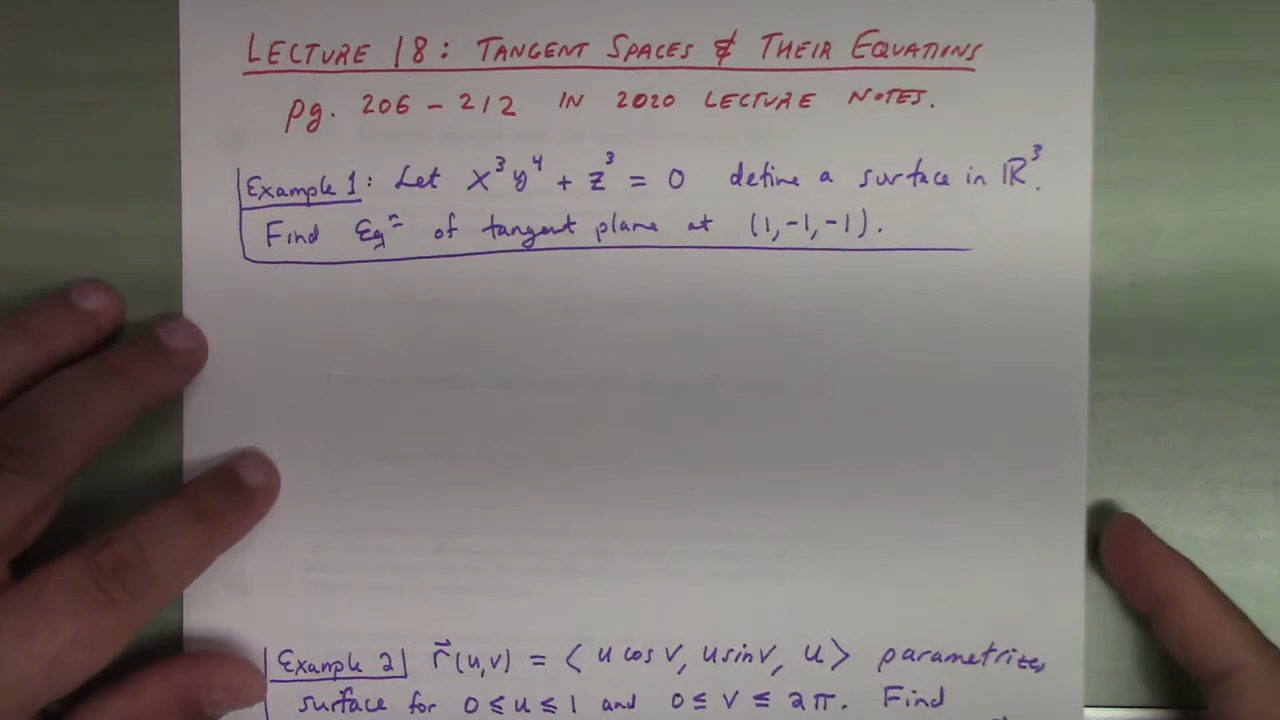 LECTURE 18: TANGENT SPACES & THEIR EQUATIONS
pg. 206 - 212 IN 2020 LECTURE NOTES.
Example 1: Let x³y⁴ + z³ = 0 define a surface in ℝ³.
Find Eqⁿ of tangent plane at (1,-1,-1).
Example 2 r⃗(u,v) = ⟨u cos v, u sin v, u⟩ parametrizes
surface for 0 ≤ u ≤ 1 and 0 ≤ v ≤ 2π. Find